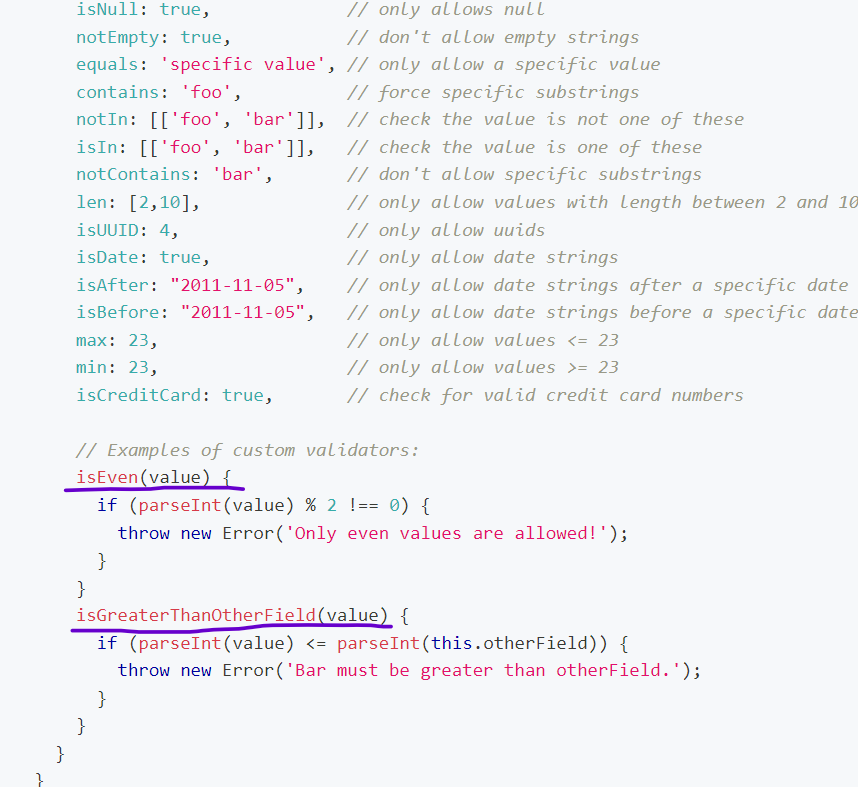 isNull: true,             // only allows null
notEmpty: true,           // don't allow empty strings
equals: 'specific value', // only allow a specific value
contains: 'foo',          // force specific substrings
notIn: [['foo', 'bar']],  // check the value is not one of these
isIn: [['foo', 'bar']],   // check the value is one of these
notContains: 'bar',       // don't allow specific substrings
len: [2,10],              // only allow values with length between 2 and 10
isUUID: 4,                // only allow uuids
isDate: true,             // only allow date strings
isAfter: "2011-11-05",    // only allow date strings after a specific date
isBefore: "2011-11-05",   // only allow date strings before a specific date
max: 23,                  // only allow values <= 23
min: 23,                  // only allow values >= 23
isCreditCard: true,       // check for valid credit card numbers
// Examples of custom validators:
isEven(value) {
  if (parseInt(value) % 2 !== 0) {
    throw new Error('Only even values are allowed!');
  }
}
isGreaterThanOtherField(value) {
  if (parseInt(value) <= parseInt(this.otherField)) {
    throw new Error('Bar must be greater than otherField.');
  }
}
}
}